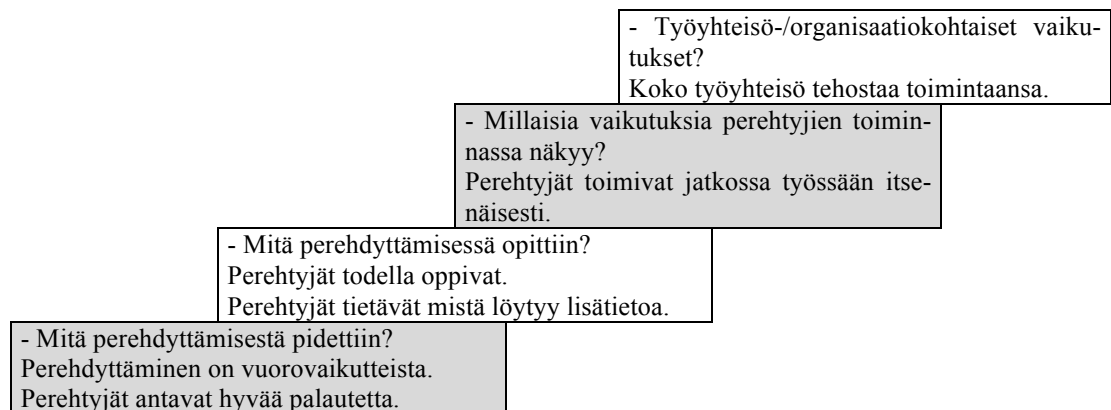 - Työyhteisö-/organisaatiokohtaiset vaiku-
tukset?
Koko työyhteisö tehostaa toimintaansa.
- Millaisia vaikutuksia perehtyjien toimin-
nassa näkyy?
Perehtyjät toimivat jatkossa työssään itse-
näisesti.
- Mitä perehdyttämisessä opittiin?
Perehtyjät todella oppivat.
Perehtyjät tietävät mistä löytyy lisätietoa.
- Mitä perehdyttämisestä pidettiin?
Perehdyttäminen on vuorovaikutteista.
Perehtyjät antavat hyvää palautetta.